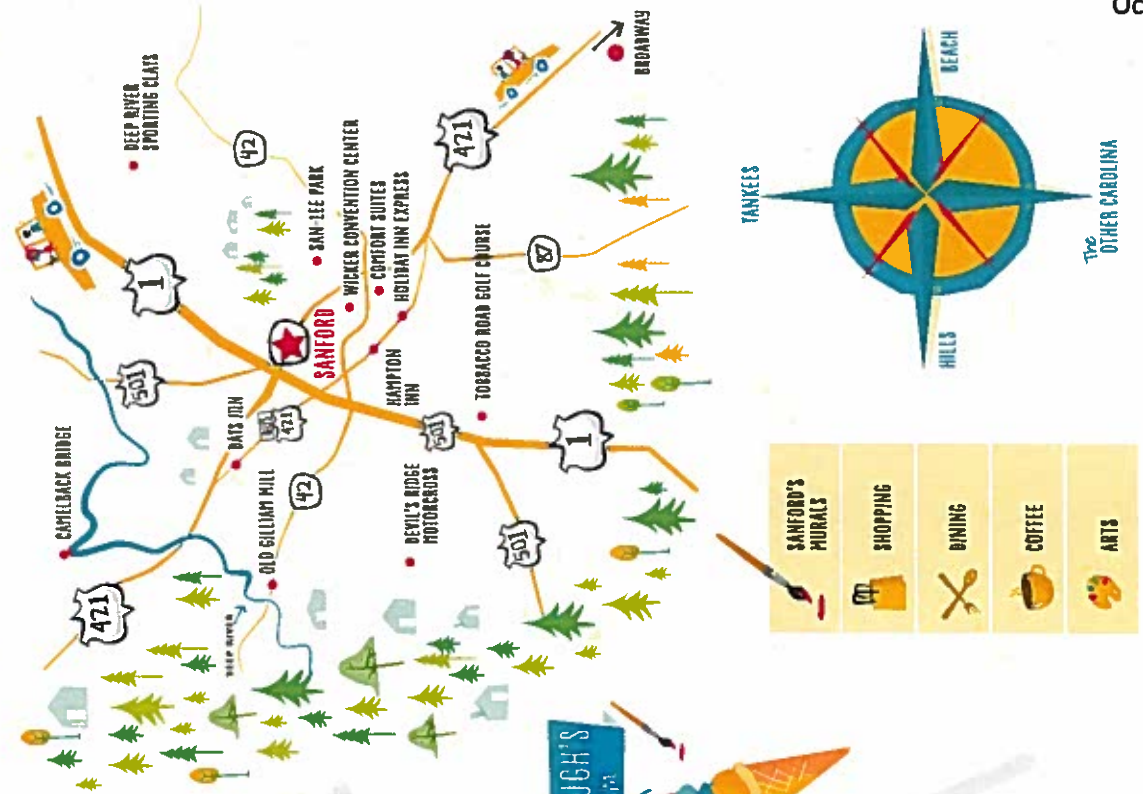 421
CAMELBACK BRIDGE
501
1
DEEP RIVER
SPORTING CLAYS
42
DEEP RIVER
OLD GILLIAM MILL
DAYS INN
421
42
SANFORD
SAN-LEE PARK
WICKER CONVENTION CENTER
COMFORT SUITES
HOLIDAY INN EXPRESS
HAMPTON
INN
DEVIL'S RIDGE
MOTORCROSS
501
TOBBACCO ROAD GOLF COURSE
421
501
1
87
BROADWAY
YANKEES
BEACH
HILLS
The
OTHER CAROLINA
SANFORD'S
MURALS
SHOPPING
DINING
COFFEE
ARTS
UGH'S